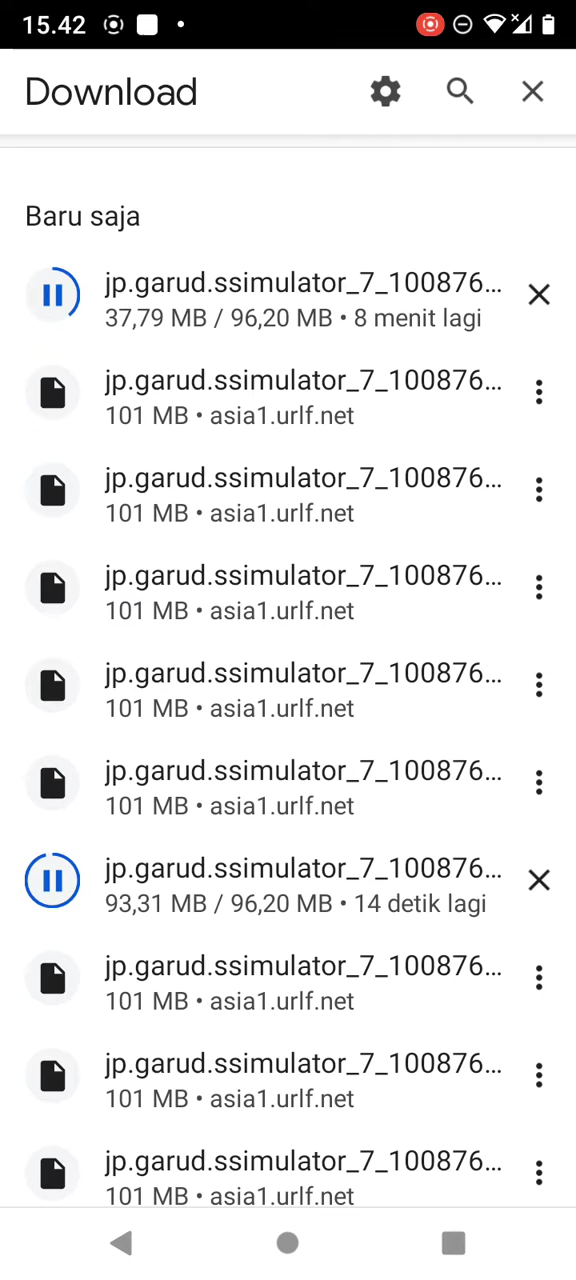 15.42
Download
Baru saja
jp.garud.ssimulator_7_100876...
37,79 MB / 96,20 MB • 8 menit lagi
jp.garud.ssimulator_7_100876...
101 MB • asia1.urlf.net
jp.garud.ssimulator_7_100876...
101 MB • asia1.urlf.net
jp.garud.ssimulator_7_100876...
101 MB • asia1.urlf.net
jp.garud.ssimulator_7_100876...
101 MB • asia1.urlf.net
jp.garud.ssimulator_7_100876...
101 MB • asia1.urlf.net
jp.garud.ssimulator_7_100876...
93,31 MB / 96,20 MB • 14 detik lagi
jp.garud.ssimulator_7_100876...
101 MB • asia1.urlf.net
jp.garud.ssimulator_7_100876...
101 MB • asia1.urlf.net
jp.garud.ssimulator_7_100876...
101 MB • asia1.urlf.net